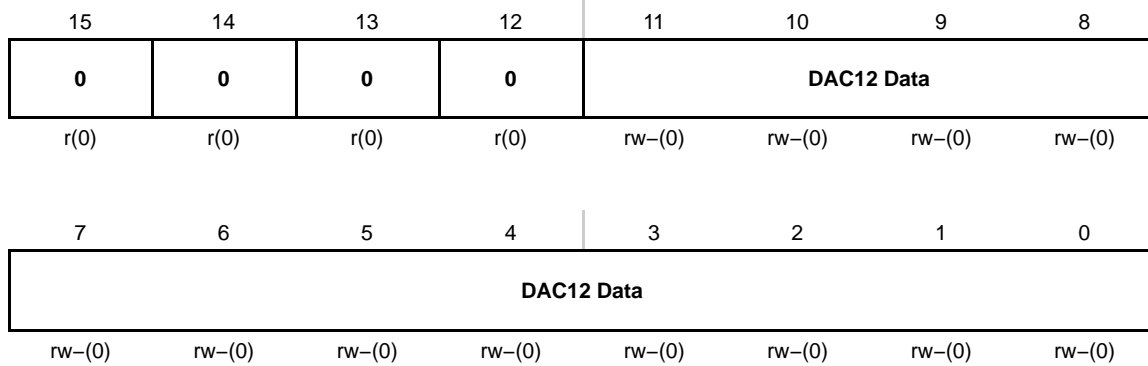 15 14 13 12 11 10 9 8
0 0 0 0 DAC12 Data
r(0) r(0) r(0) r(0) rw−(0) rw−(0) rw−(0) rw−(0)
7 6 5 4 3 2 1 0
DAC12 Data
rw−(0) rw−(0) rw−(0) rw−(0) rw−(0) rw−(0) rw−(0) rw−(0)